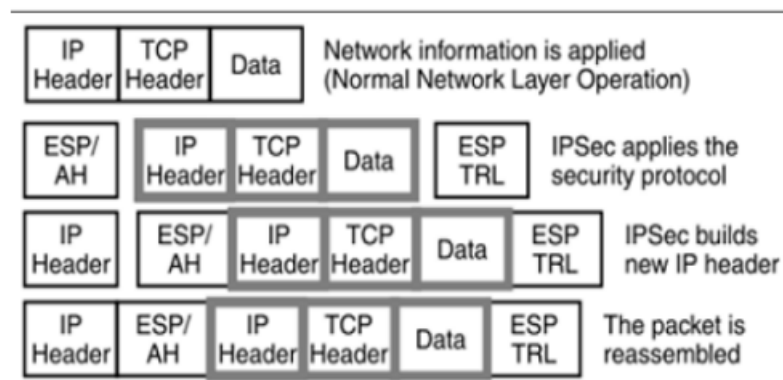 IP Header TCP Header Data Network information is applied
(Normal Network Layer Operation)
ESP/ AH IP Header TCP Header Data ESP TRL IPSec applies the
security protocol
IP Header ESP/ AH IP Header TCP Header Data ESP TRL IPSec builds
new IP header
IP Header ESP/ AH IP Header TCP Header Data ESP TRL The packet is
reassembled